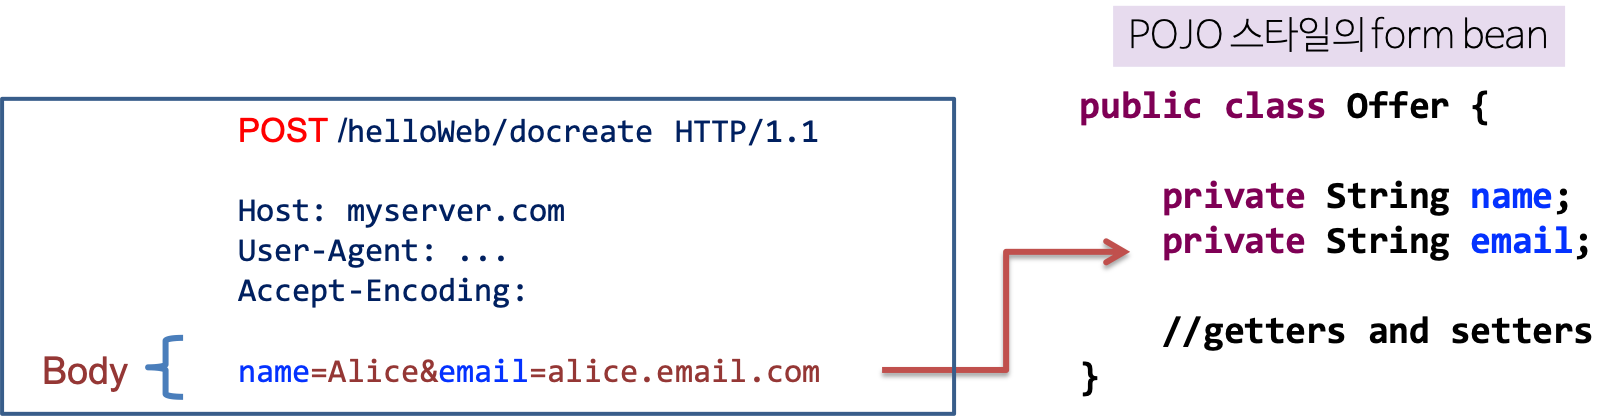 POJO 스타일의 form bean
POST /helloWeb/docreate HTTP/1.1
Host: myserver.com
User-Agent: ...
Accept-Encoding:
Body
name=Alice&email=alice.email.com
public class Offer {
private String name;
private String email;
//getters and setters
}